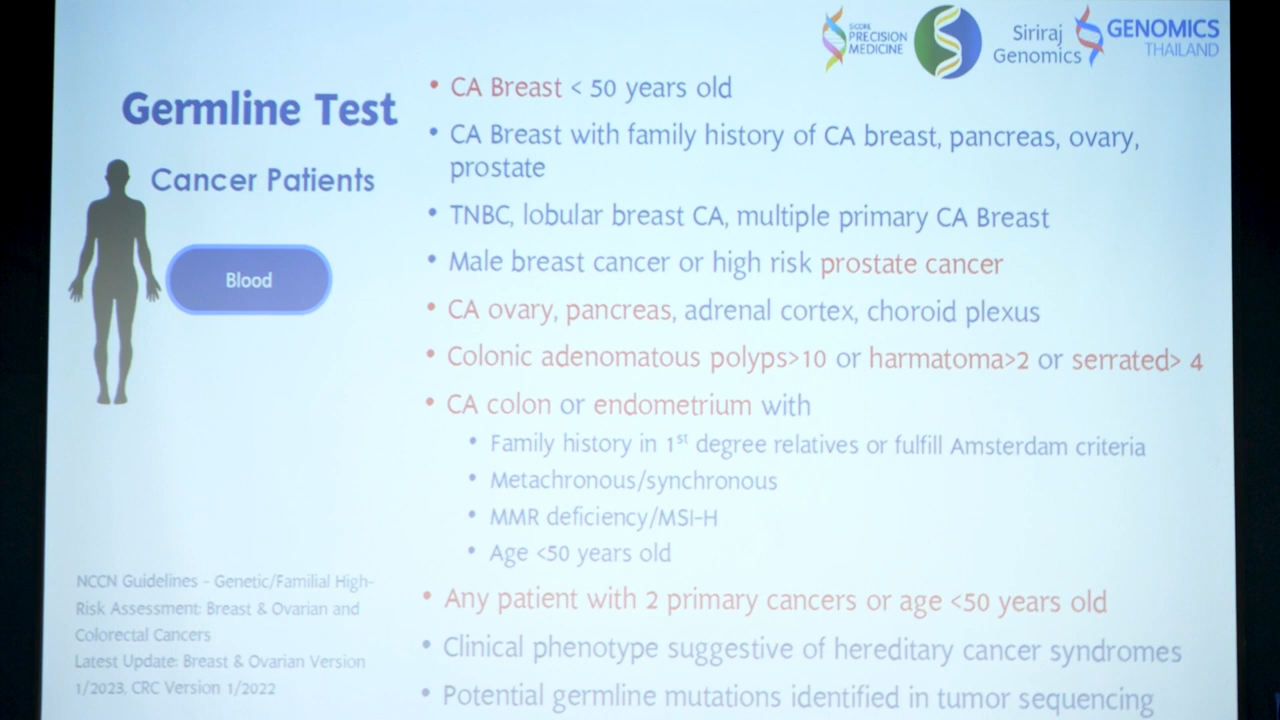 SiCORE
PRECISION
MEDICINE
Siriraj
Genomics
GENOMICS
THAILAND
Germline Test
Cancer Patients
Blood
• CA Breast < 50 years old
• CA Breast with family history of CA breast, pancreas, ovary,
prostate
• TNBC, lobular breast CA, multiple primary CA Breast
• Male breast cancer or high risk prostate cancer
• CA ovary, pancreas, adrenal cortex, choroid plexus
• Colonic adenomatous polyps>10 or harmatoma>2 or serrated> 4
• CA colon or endometrium with
• Family history in 1st degree relatives or fulfill Amsterdam criteria
• Metachronous/synchronous
• MMR deficiency/MSI-H
• Age <50 years old
• Any patient with 2 primary cancers or age <50 years old
• Clinical phenotype suggestive of hereditary cancer syndromes
• Potential germline mutations identified in tumor sequencing
NCCN Guidelines - Genetic/Familial High-
Risk Assessment: Breast & Ovarian and
Colorectal Cancers
Latest Update: Breast & Ovarian Version
1/2023, CRC Version 1/2022